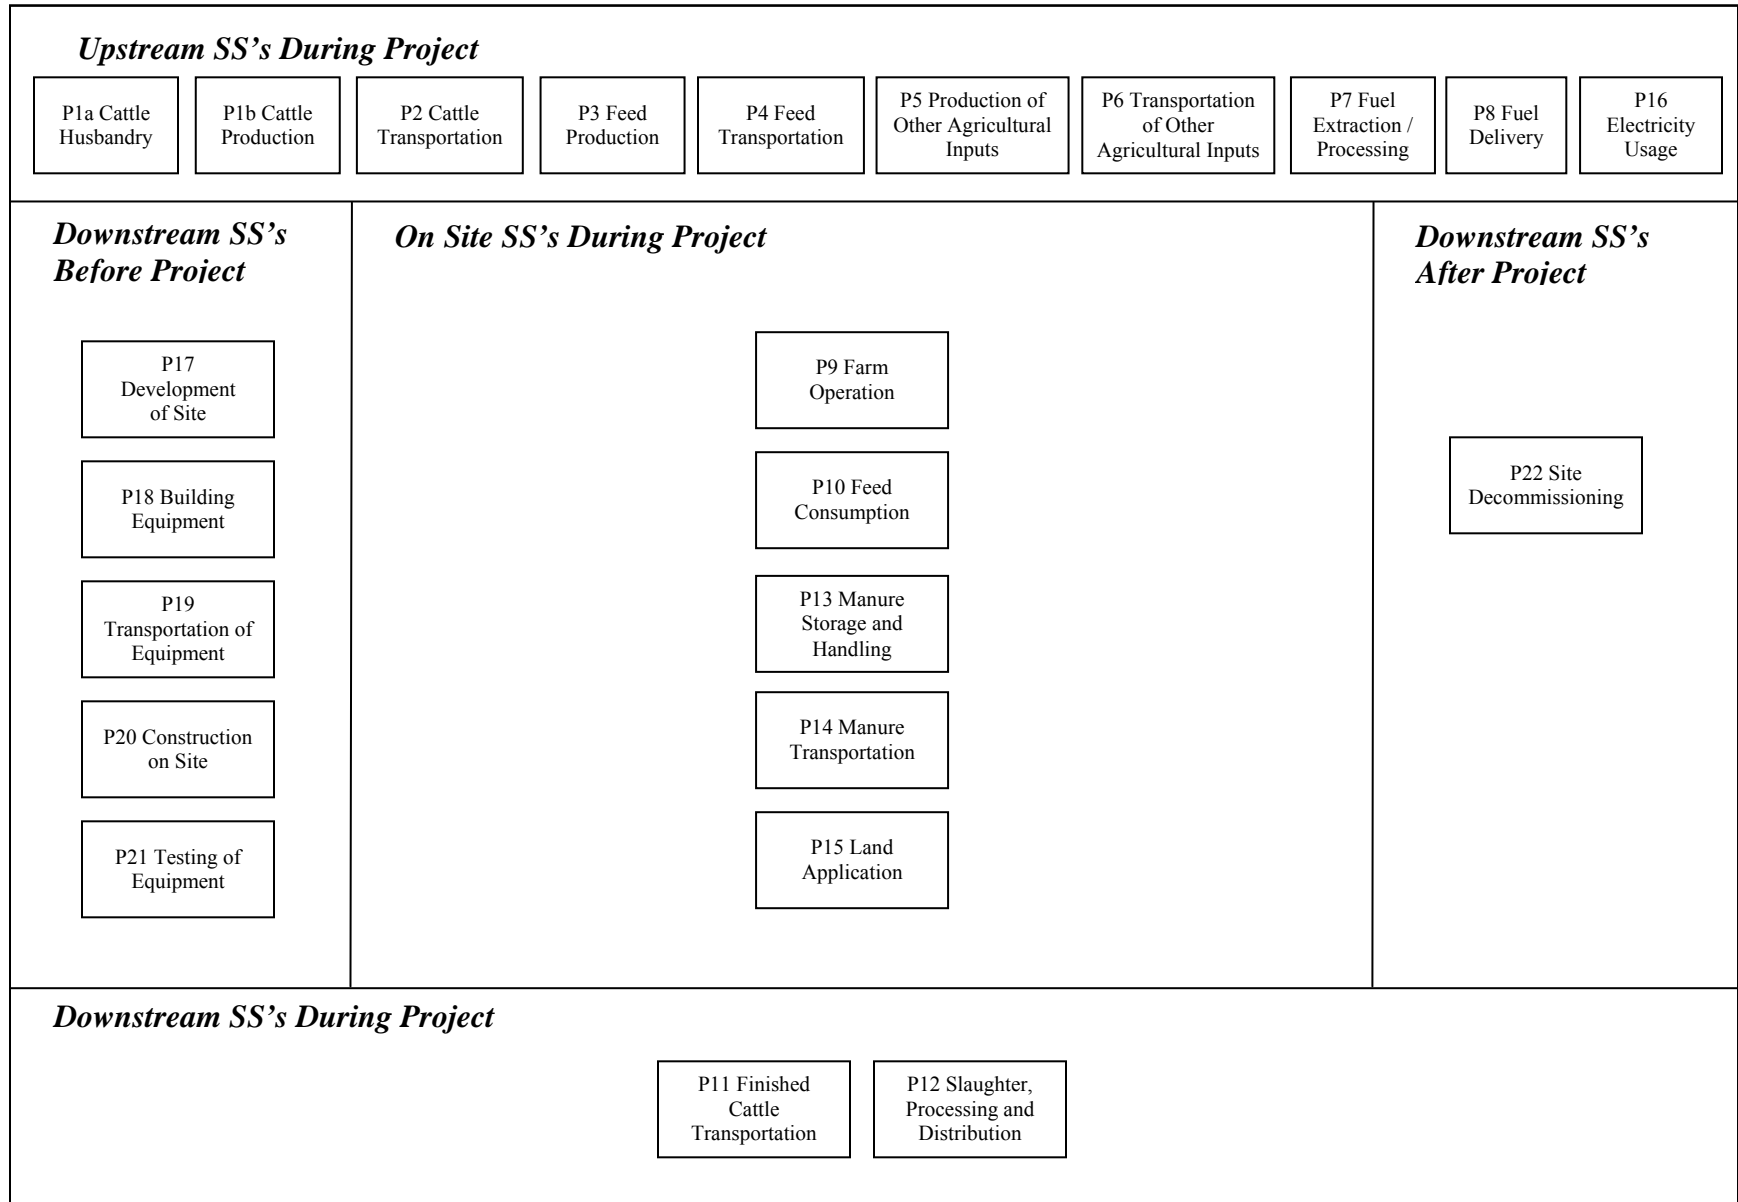 Upstream SS’s During Project
P1a Cattle
Husbandry
P1b Cattle
Production
P2 Cattle
Transportation
P3 Feed
Production
P4 Feed
Transportation
P5 Production of
Other Agricultural
Inputs
P6 Transportation
of Other
Agricultural Inputs
P7 Fuel
Extraction /
Processing
P8 Fuel
Delivery
P16
Electricity
Usage
Downstream SS’s
Before Project
P17
Development
of Site
P18 Building
Equipment
P19
Transportation of
Equipment
P20 Construction
on Site
P21 Testing of
Equipment
On Site SS’s During Project
P9 Farm
Operation
P10 Feed
Consumption
P13 Manure
Storage and
Handling
P14 Manure
Transportation
P15 Land
Application
Downstream SS’s
After Project
P22 Site
Decommissioning
Downstream SS’s During Project
P11 Finished
Cattle
Transportation
P12 Slaughter,
Processing and
Distribution